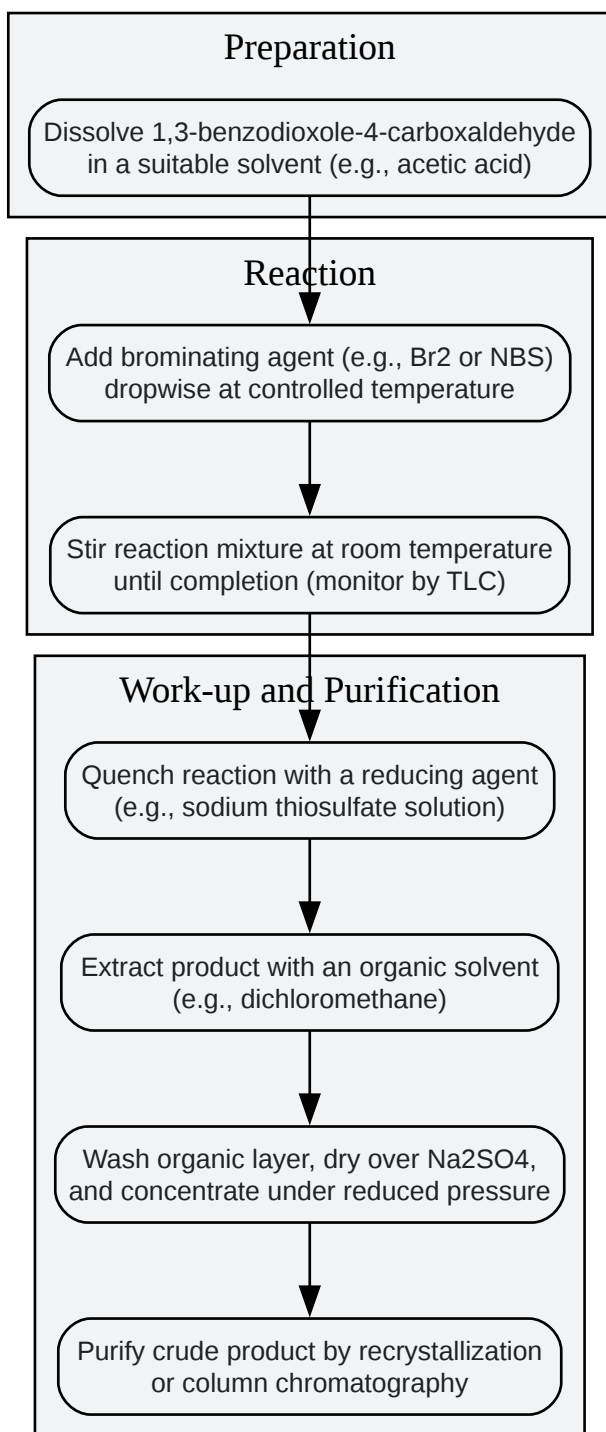 Preparation
Dissolve 1,3-benzodioxole-4-carboxaldehyde
in a suitable solvent (e.g., acetic acid)
Reaction
Add brominating agent (e.g., Br2 or NBS)
dropwise at controlled temperature
Stir reaction mixture at room temperature
until completion (monitor by TLC)
Work-up and Purification
Quench reaction with a reducing agent
(e.g., sodium thiosulfate solution)
Extract product with an organic solvent
(e.g., dichloromethane)
Wash organic layer, dry over Na2SO4,
and concentrate under reduced pressure
Purify crude product by recrystallization
or column chromatography